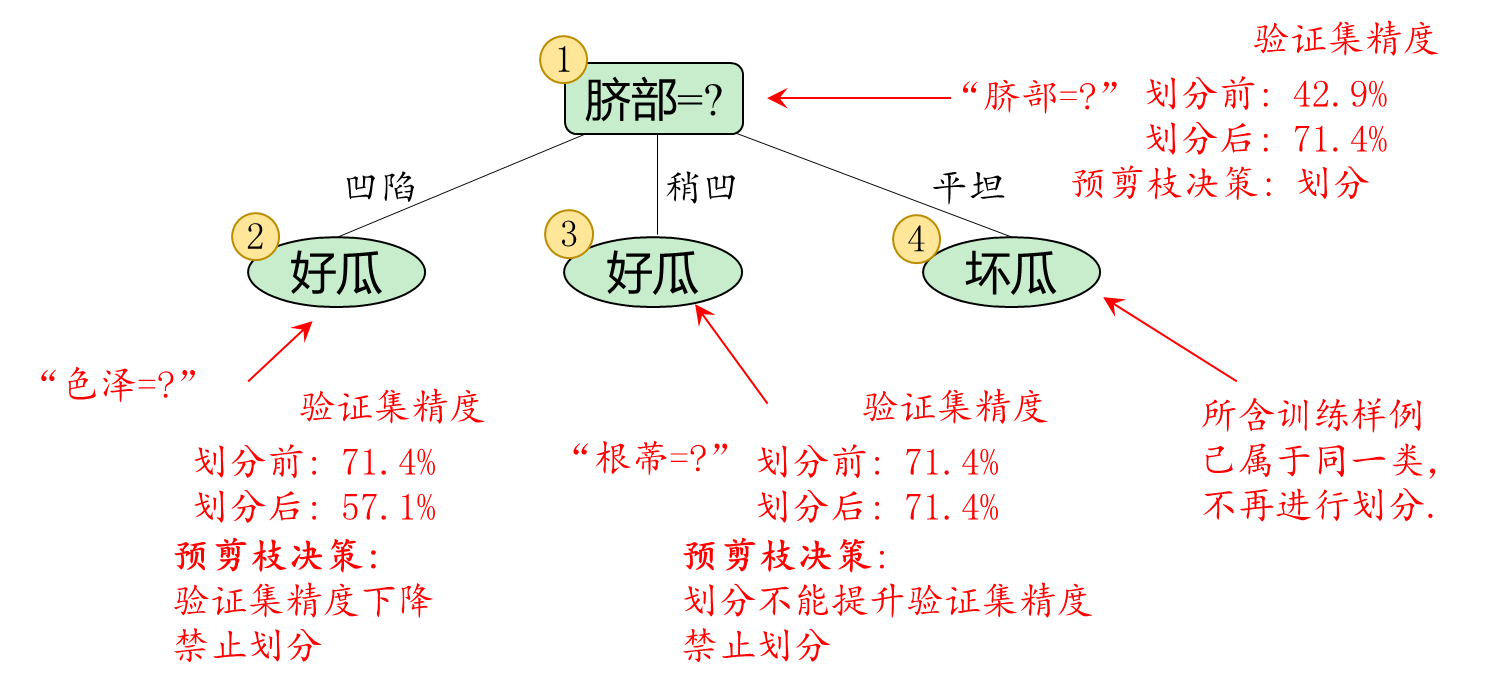 验证集精度
1
脐部=?
“脐部=?” 划分前: 42.9%
划分后: 71.4%
预剪枝决策: 划分
凹陷
稍凹
平坦
2
好瓜
3
好瓜
4
坏瓜
“色泽=?”
验证集精度
划分前: 71.4%
划分后: 57.1%
预剪枝决策:
验证集精度下降
禁止划分
验证集精度
“根蒂=?” 划分前: 71.4%
划分后: 71.4%
预剪枝决策:
划分不能提升验证集精度
禁止划分
所含训练样例
已属于同一类,
不再进行划分.